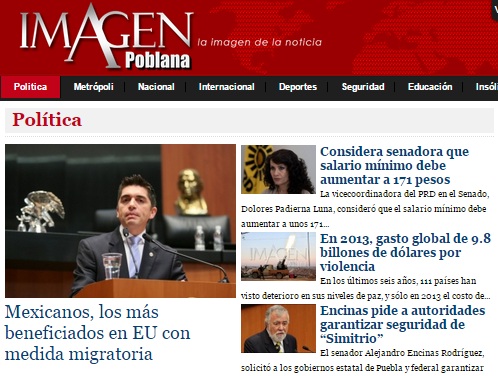 IMAGEN
Poblana
la imagen de la noticia
Política
Metrópoli
Nacional
Internacional
Deportes
Seguridad
Educación
Insól
Política
Mexicanos, los más
beneficiados en EU con
medida migratoria
Considera senadora que
salario mínimo debe
aumentar a 171 pesos
La vicecoordinadora del PRD en el Senado,
Dolores Padierna Luna, consideró que el salario mínimo debe
aumentar a unos 171...
En 2013, gasto global de 9.8
billones de dólares por
violencia
En los últimos seis años, 111 países han
visto deterioro en sus niveles de paz, y sólo en 2013 el costo de...
Encinas pide a autoridades
garantizar seguridad de
“Simitrio”
El senador Alejandro Encinas Rodríguez,
solicitó a los gobiernos estatal de Puebla y federal garantizar